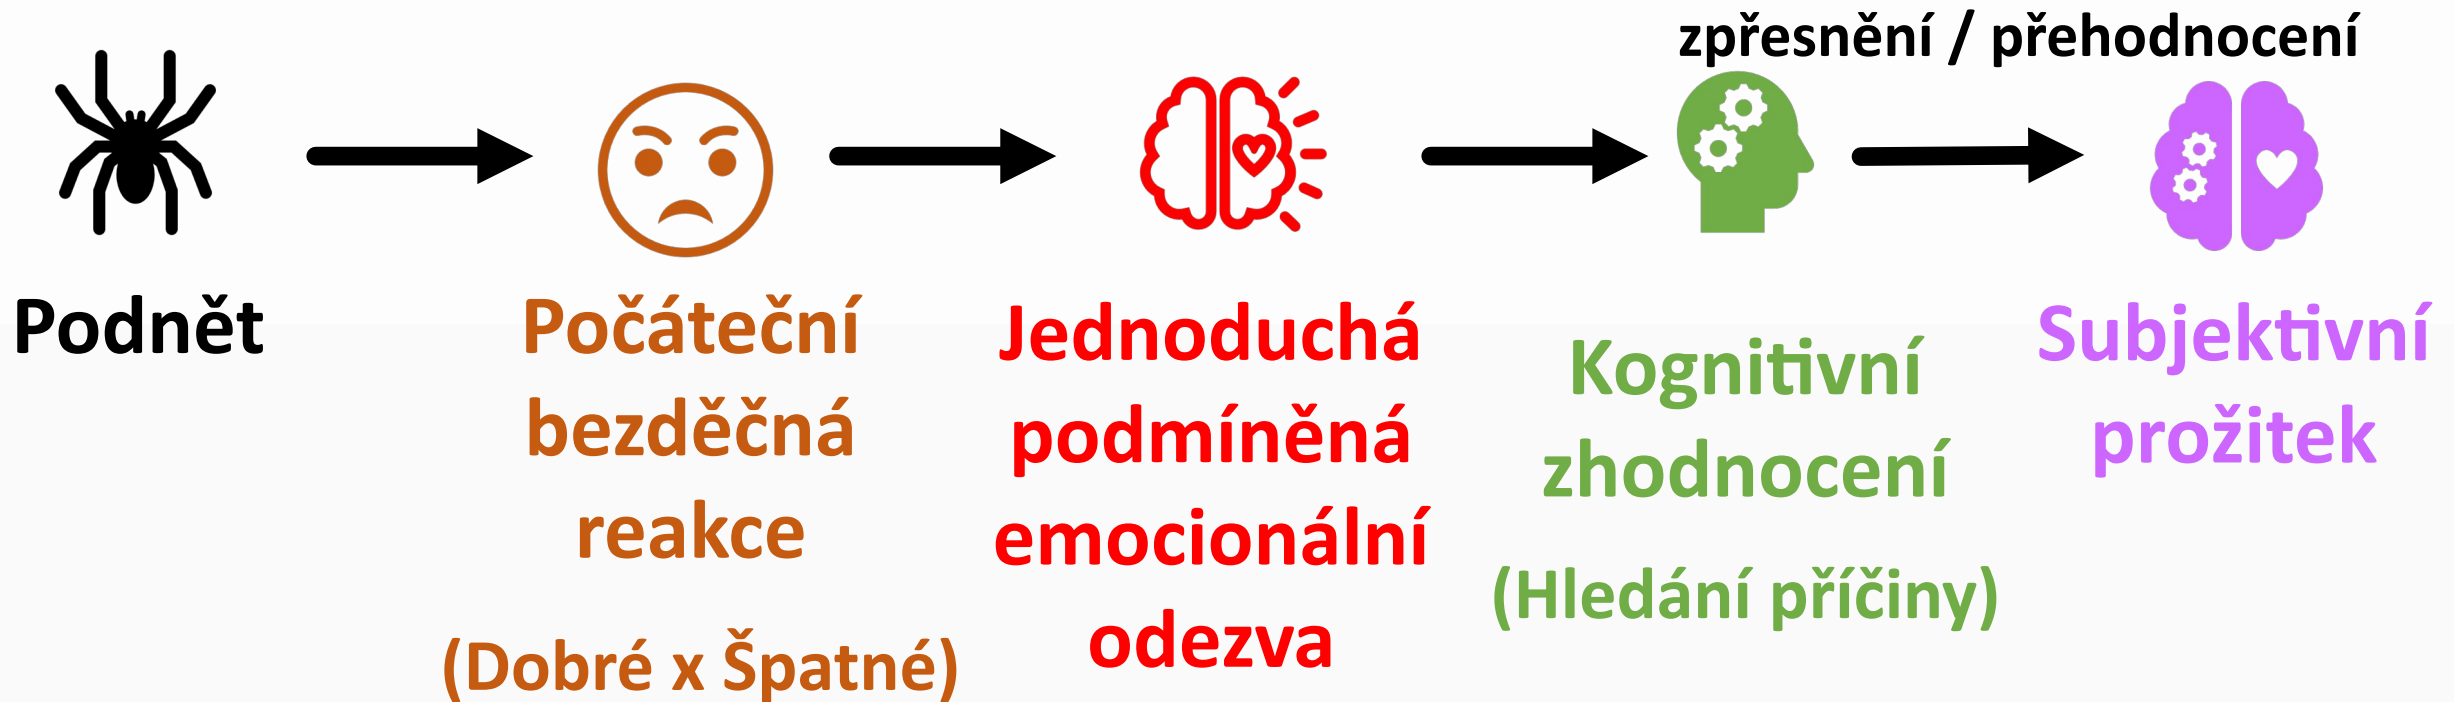 zpřesnění / přehodnocení
Podnět
Počáteční
bezděčná
reakce
(Dobré x Špatné)
Jednoduchá
podmíněná
emocionální
odezva
Kognitivní
zhodnocení
(Hledání příčiny)
Subjektivní
prožitek